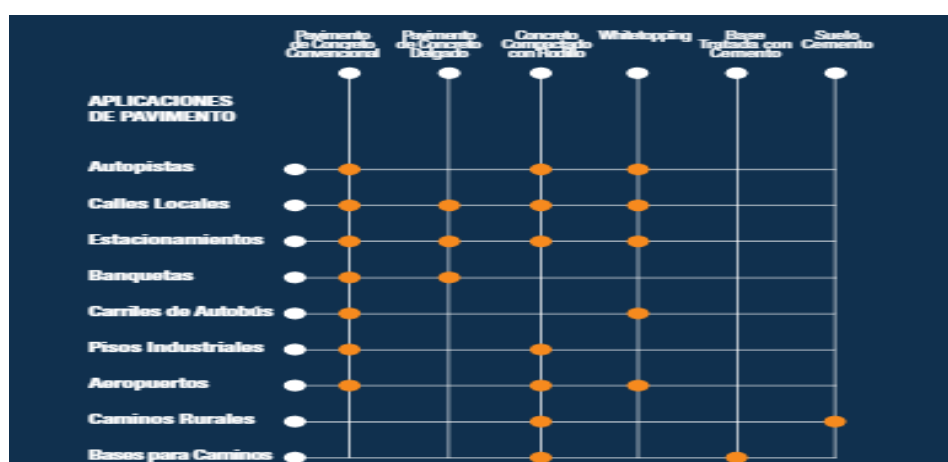 Pavimento de Concreto Convencional
Pavimento de Concreto Delgado
Concreto Compactado con Rodillo
Whitetopping
Base Tratada con Cemento
Suelo Cemento
APLICACIONES
DE PAVIMENTO
Autopistas
Calles Locales
Estacionamientos
Banquetas
Carriles de Autobús
Pisos Industriales
Aeropuertos
Caminos Rurales
Bases para Caminos